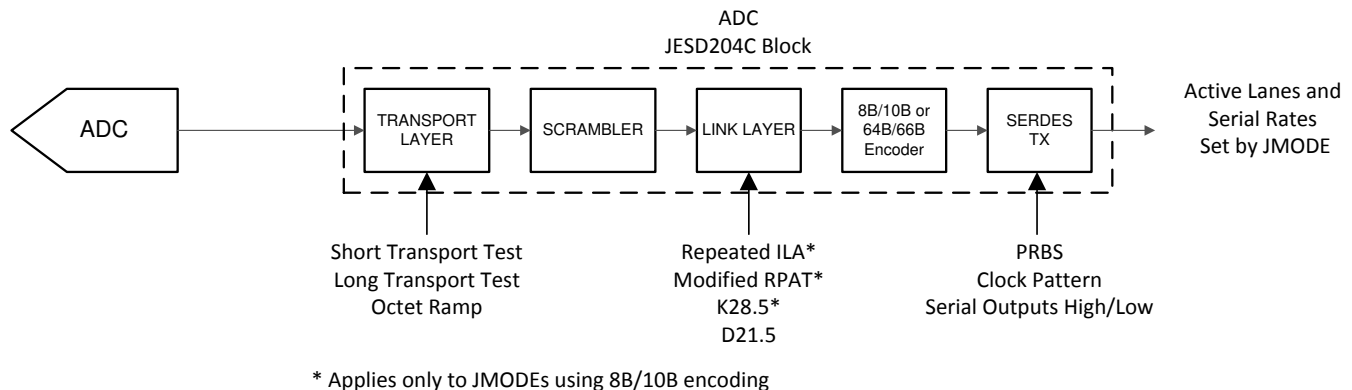 ADC
JESD204C Block
ADC
TRANSPORT
LAYER
SCRAMBLER
LINK LAYER
8B/10B or
64B/66B
Encoder
SERDES
TX
Active Lanes and
Serial Rates
Set by JMODE
Short Transport Test
Long Transport Test
Octet Ramp
Repeated ILA*
Modified RPAT*
K28.5*
D21.5
PRBS
Clock Pattern
Serial Outputs High/Low
* Applies only to JMODEs using 8B/10B encoding